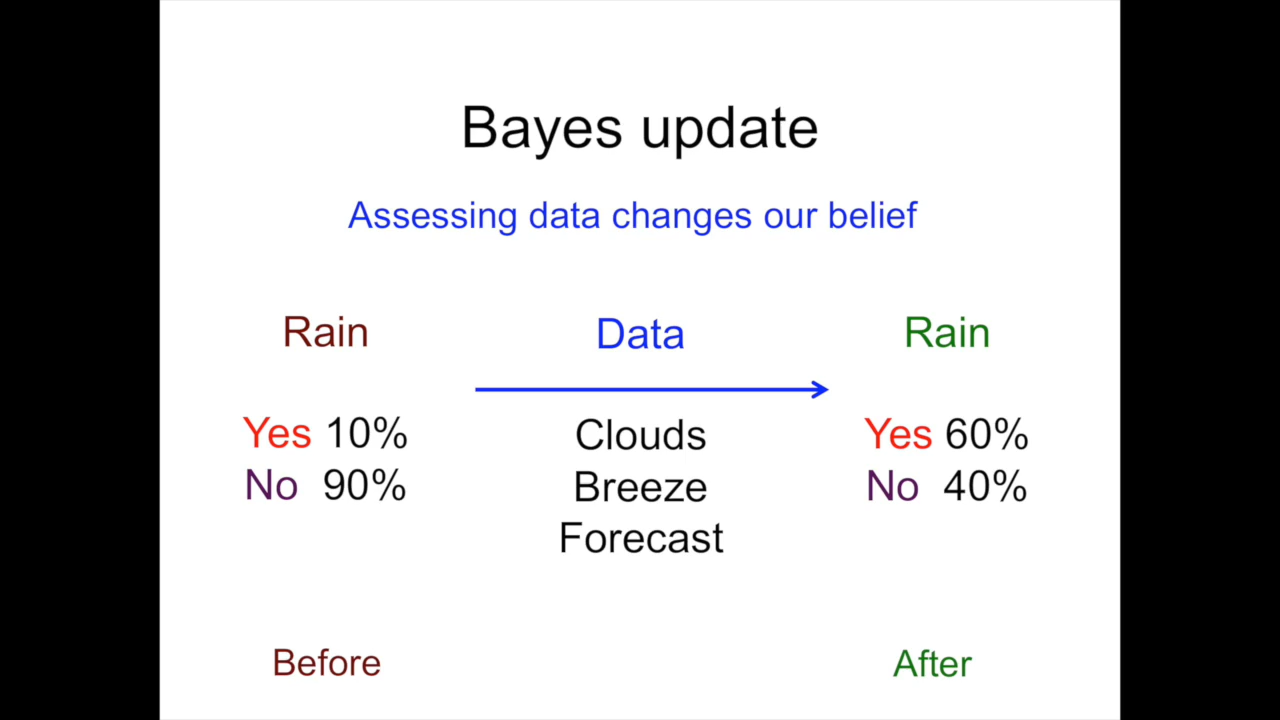 Bayes update
Assessing data changes our belief
Rain Data Rain
Yes 10% Clouds Yes 60%
No 90% Breeze No 40%
Forecast
Before After